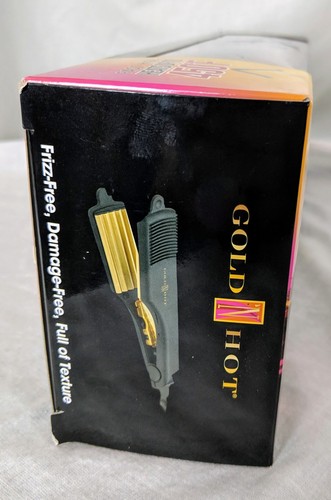 GOLD N HOT®
Frizz-Free, Damage-Free, Full of Texture